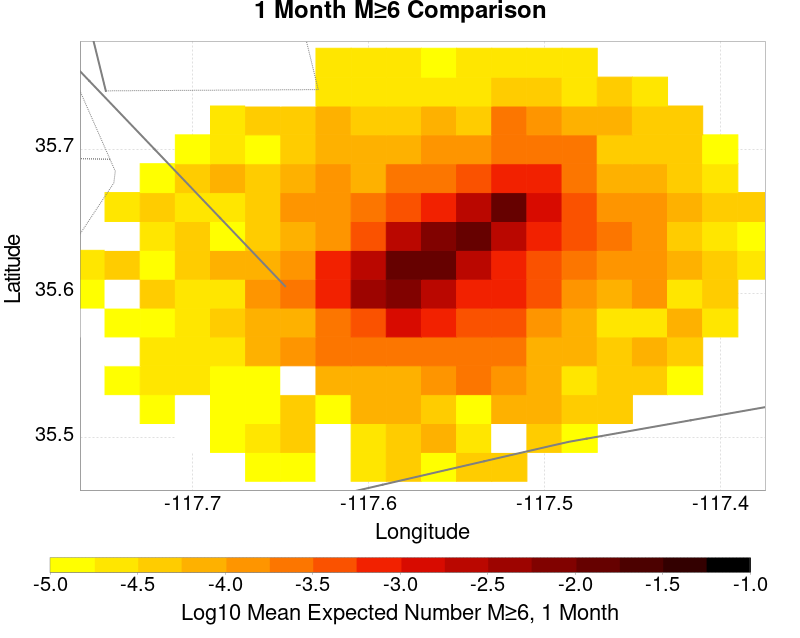 1 Month M≥6 Comparison
35.7
35.6
35.5
Latitude
-117.7 -117.6 -117.5 -117.4
Longitude
-5.0 -4.5 -4.0 -3.5 -3.0 -2.5 -2.0 -1.5 -1.0
Log10 Mean Expected Number M≥6, 1 Month